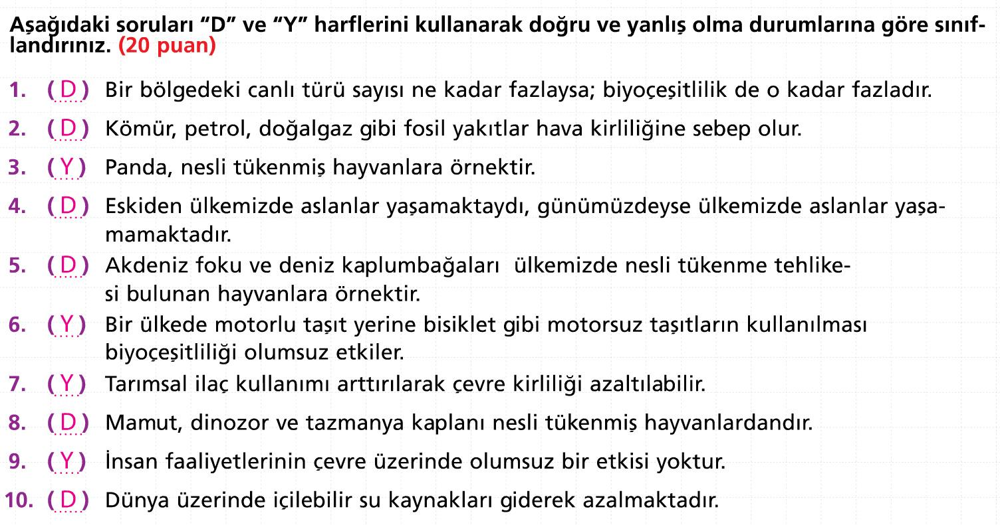 Aşağıdaki soruları “D” ve “Y” harflerini kullanarak doğru ve yanlış olma durumlarına göre sınıf-
landırınız. (20 puan)
1. (D) Bir bölgedeki canlı türü sayısı ne kadar fazlaysa; biyoçeşitlilik de o kadar fazladır.
2. (D) Kömür, petrol, doğalgaz gibi fosil yakıtlar hava kirliliğine sebep olur.
3. (Y) Panda, nesli tükenmiş hayvanlara örnektir.
4. (D) Eskiden ülkemizde aslanlar yaşamaktaydı, günümüzdeyse ülkemizde aslanlar yaşa-
mamaktadır.
5. (D) Akdeniz foku ve deniz kaplumbağaları ülkemizde nesli tükenme tehlike-
si bulunan hayvanlara örnektir.
6. (Y) Bir ülkede motorlu taşıt yerine bisiklet gibi motorsuz taşıtların kullanılması
biyoçeşitliliği olumsuz etkiler.
7. (Y) Tarımsal ilaç kullanımı arttırılarak çevre kirliliği azaltılabilir.
8. (D) Mamut, dinozor ve tazmanya kaplanı nesli tükenmiş hayvanlardandır.
9. (Y) İnsan faaliyetlerinin çevre üzerinde olumsuz bir etkisi yoktur.
10. (D) Dünya üzerinde içilebilir su kaynakları giderek azalmaktadır.